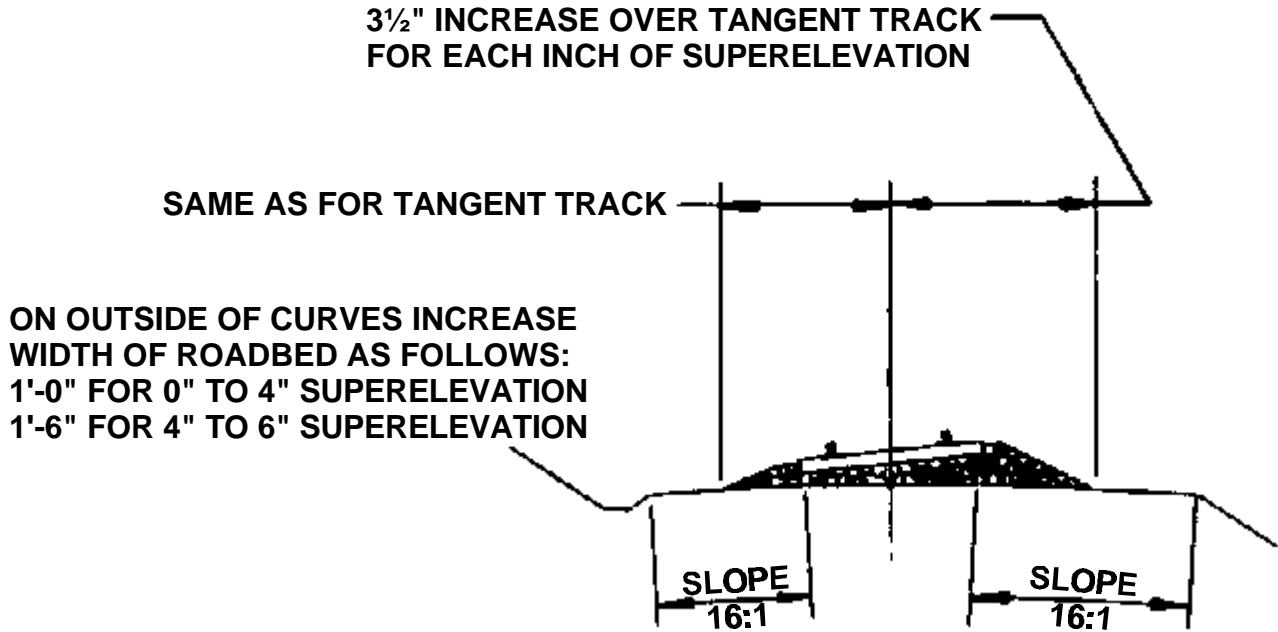 3½" INCREASE OVER TANGENT TRACK
FOR EACH INCH OF SUPERELEVATION
SAME AS FOR TANGENT TRACK
ON OUTSIDE OF CURVES INCREASE
WIDTH OF ROADBED AS FOLLOWS:
1'-0" FOR 0" TO 4" SUPERELEVATION
1'-6" FOR 4" TO 6" SUPERELEVATION
SLOPE
16:1
SLOPE
16:1